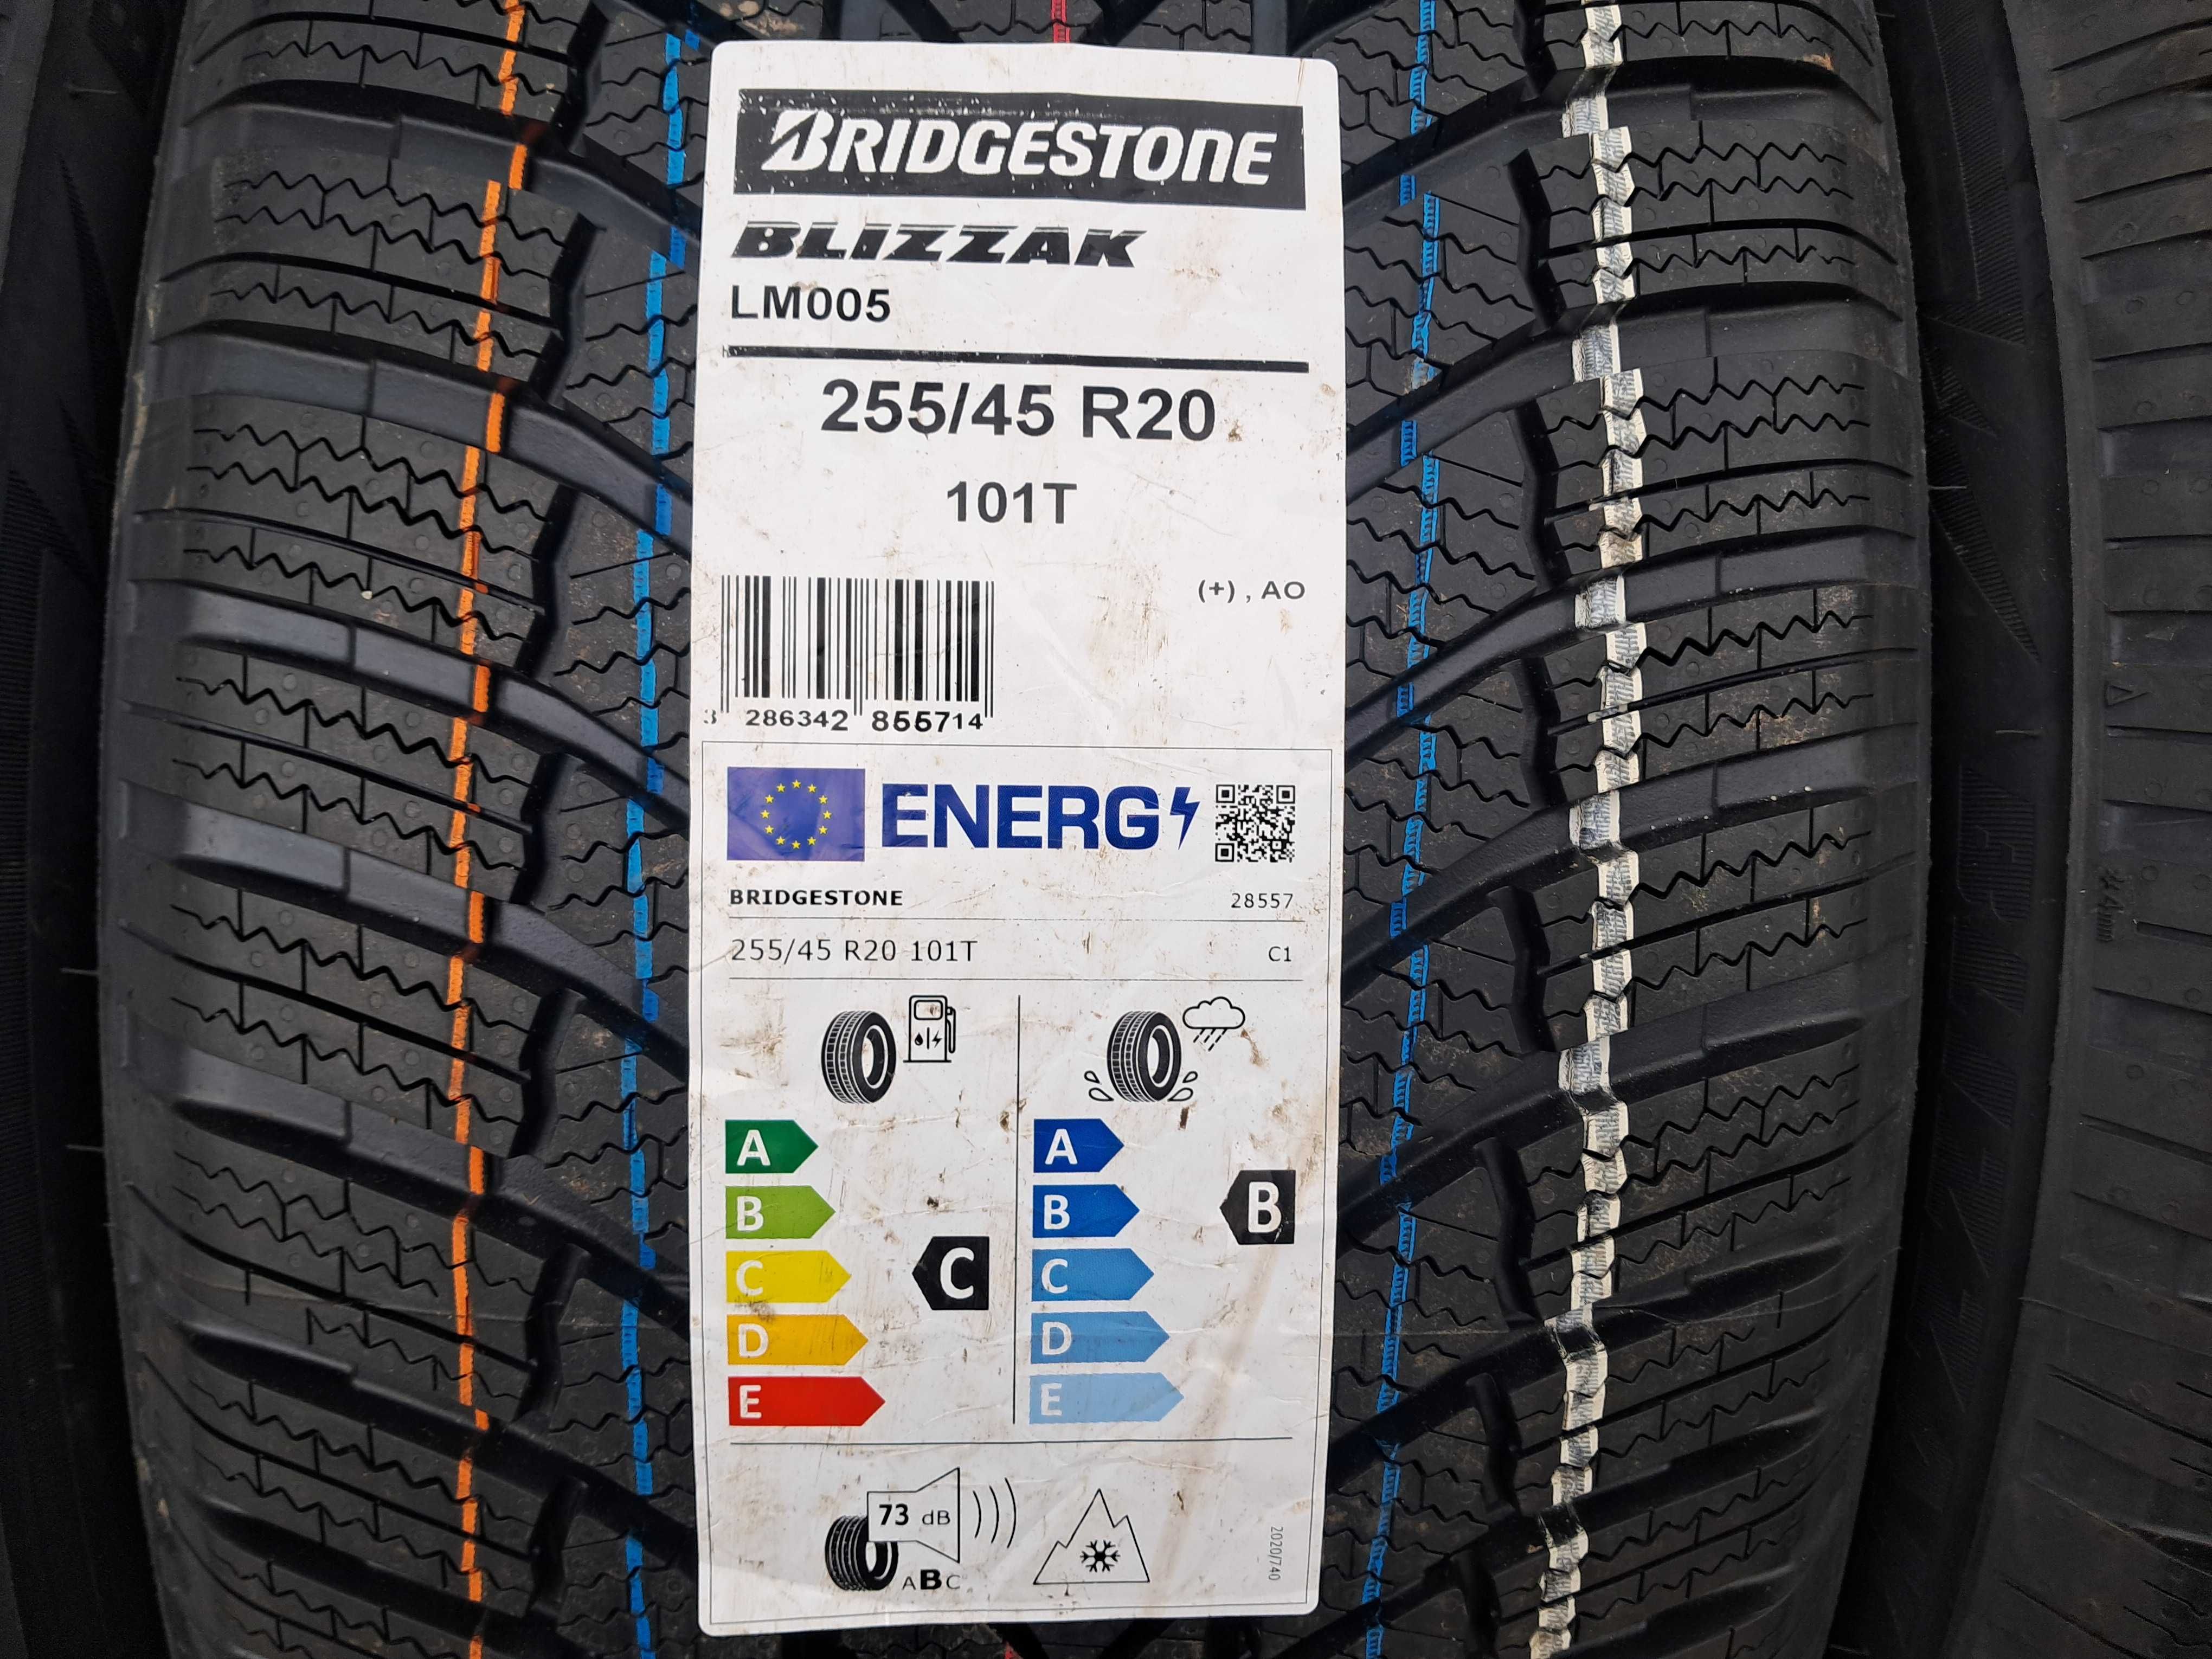 BRIDGESTONE
BLIZZAK
LM005
255/45 R20
101T
(+) , AO
3 286342 855714
ENERG
BRIDGESTONE 28557
255/45 R20 101T C1
A A
B B B
C C C
D D
E E
73 dB
ABC
2020/740